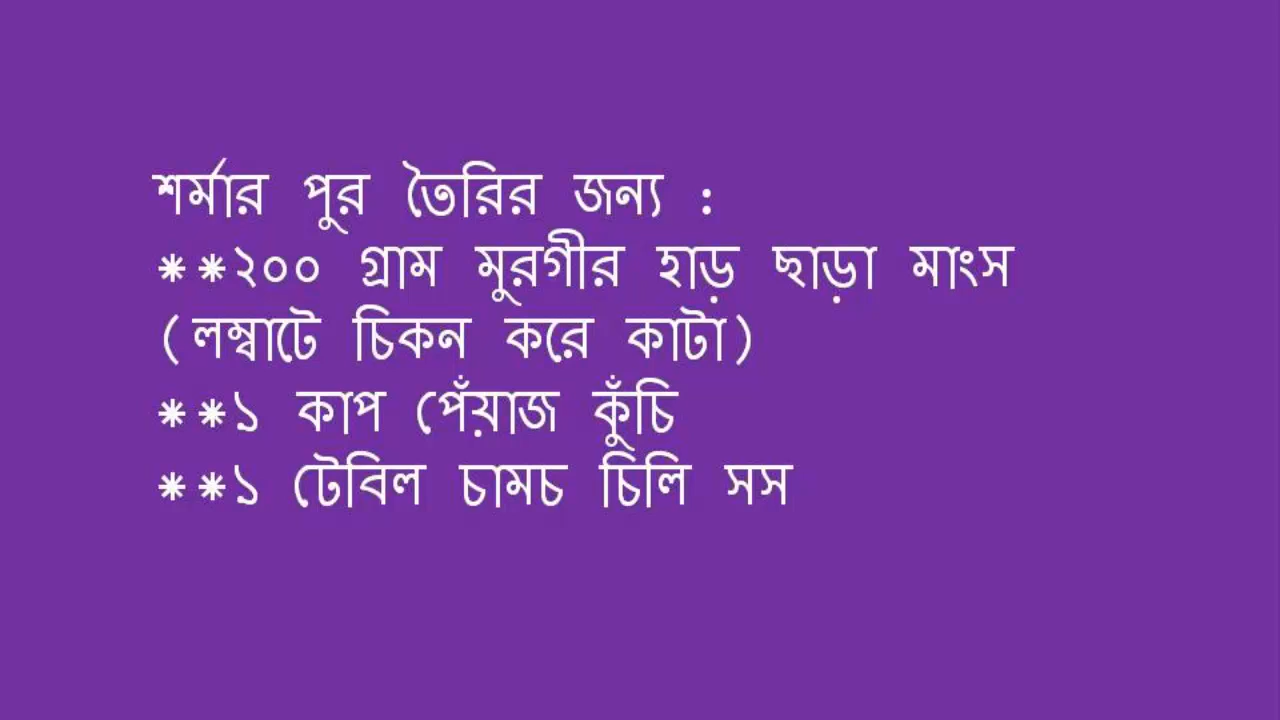 শর্মার পুর তৈরির জন্য :
**২০০ গ্রাম মুরগীর হাড় ছাড়া মাংস
(লম্বাটে চিকন করে কাটা)
**১ কাপ পেঁয়াজ কুঁচি
**১ টেবিল চামচ চিলি সস